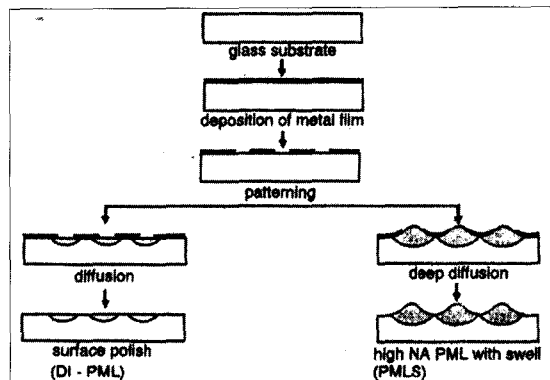 glass substrate
deposition of metal film
patterning
diffusion
deep diffusion
surface polish
(DI - PML)
high NA PML with swell
(PMLS)